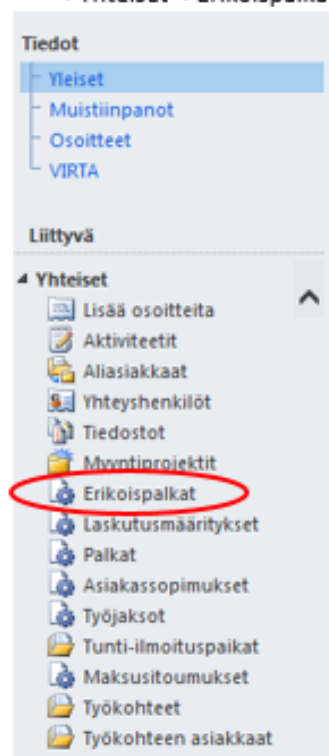 Tiedot
Yleiset
Muistiinpanot
Osoitteet
VIRTA
Liittyvä
Yhteiset
Lisää osoitteita
Aktiviteetit
Aliasiakkaat
Yhteyshenkilöt
Tiedostot
Myyntiprojektit
Erikoispalkat
Laskutusmääritykset
Palkat
Asiakassopimukset
Työjaksot
Tunti-ilmoituspaikat
Maksusitoumukset
Työkohteet
Työkohteen asiakkaat